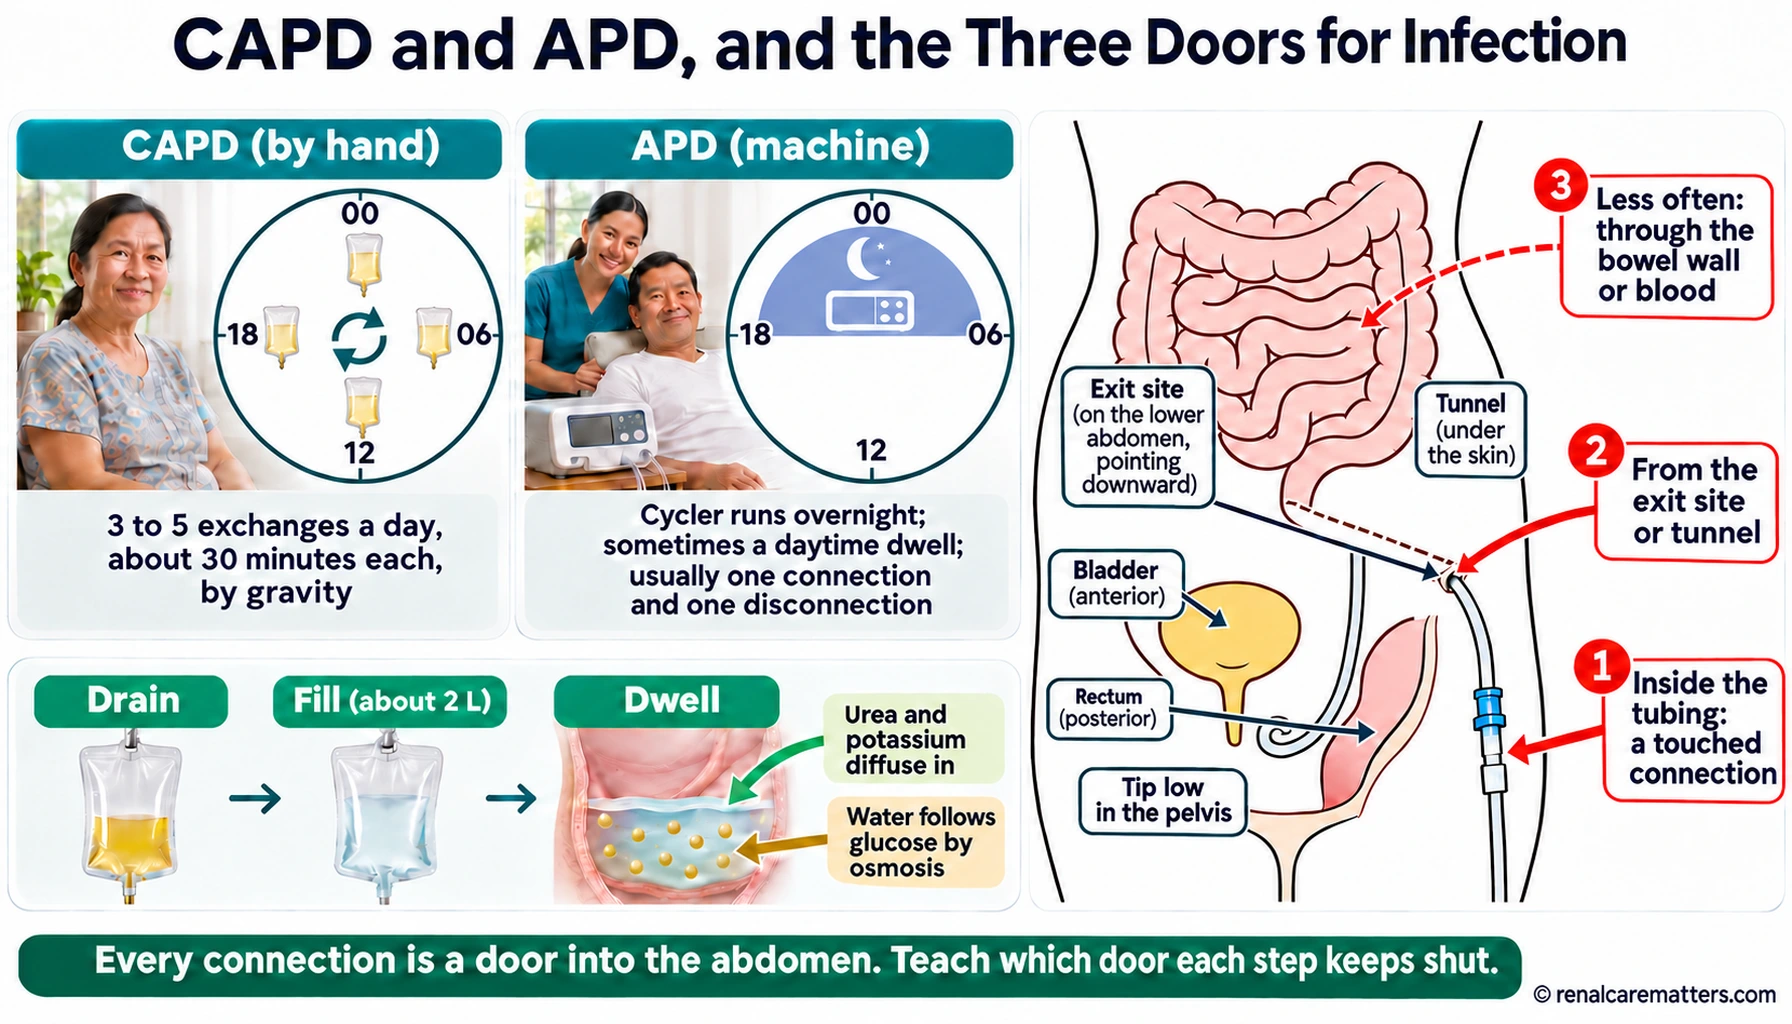 CAPD and APD, and the Three Doors for Infection
CAPD (by hand)
00
18
06
12
3 to 5 exchanges a day,
about 30 minutes each,
by gravity
APD (machine)
00
18
06
12
Cycler runs overnight;
sometimes a daytime dwell;
usually one connection
and one disconnection
Drain
Fill (about 2 L)
Dwell
Urea and
potassium
diffuse in
Water follows
glucose by
osmosis
3
Less often:
through the
bowel wall
or blood
Exit site
(on the lower
abdomen,
pointing
downward)
Tunnel
(under
the skin)
2
From the
exit site
or tunnel
Bladder
(anterior)
Rectum
(posterior)
1
Inside the
tubing:
a touched
connection
Tip low
in the pelvis
Every connection is a door into the abdomen. Teach which door each step keeps shut.
© renalcarematters.com